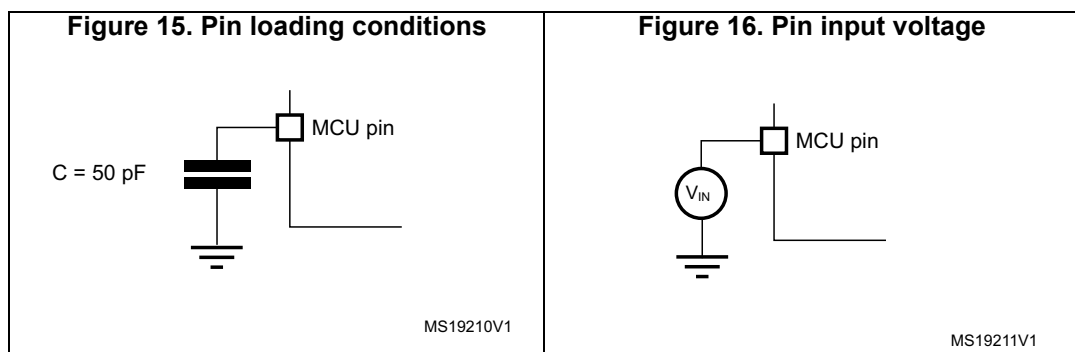 Figure 15. Pin loading conditions
MCU pin
C = 50 pF
MS19210V1
Figure 16. Pin input voltage
MCU pin
VIN
MS19211V1